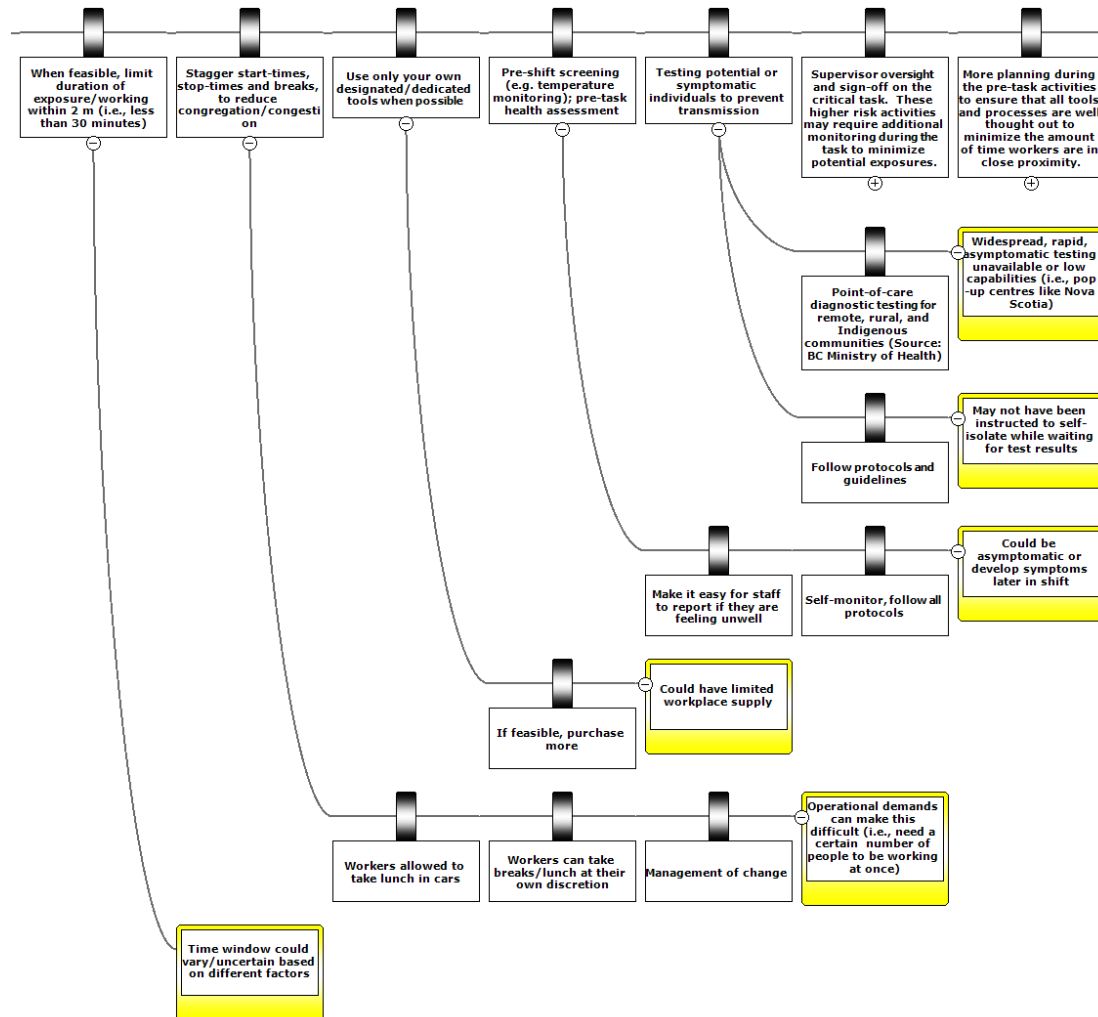 When feasible, limit
duration of
exposure/working
within 2 m (i.e., less
than 30 minutes)
Stagger start-times,
stop-times and breaks,
to reduce
congregation/congesti
on
Use only your own
designated/dedicated
tools when possible
Pre-shift screening
(e.g. temperature
monitoring); pre-task
health assessment
Testing potential or
symptomatic
individuals to prevent
transmission
Supervisor oversight
and sign-off on the
critical task. These
higher risk activities
may require additional
monitoring during the
task to minimize
potential exposures.
More planning during
the pre-task activities
to ensure that all tools
and processes are well
thought out to
minimize the amount
of time workers are in
close proximity.
Point-of-care
diagnostic testing for
remote, rural, and
Indigenous
communities (Source:
BC Ministry of Health)
Widespread, rapid,
asymptomatic testing
unavailable or low
capabilities (i.e., pop
-up centres like Nova
Scotia)
Follow protocols and
guidelines
May not have been
instructed to self-
isolate while waiting
for test results
Make it easy for staff
to report if they are
feeling unwell
Self-monitor, follow all
protocols
Could be
asymptomatic or
develop symptoms
later in shift
If feasible, purchase
more
Could have limited
workplace supply
Workers allowed to
take lunch in cars
Workers can take
breaks/lunch at their
own discretion
Management of change
Operational demands
can make this
difficult (i.e., need a
certain number of
people to be working
at once)
Time window could
vary/uncertain based
on different factors